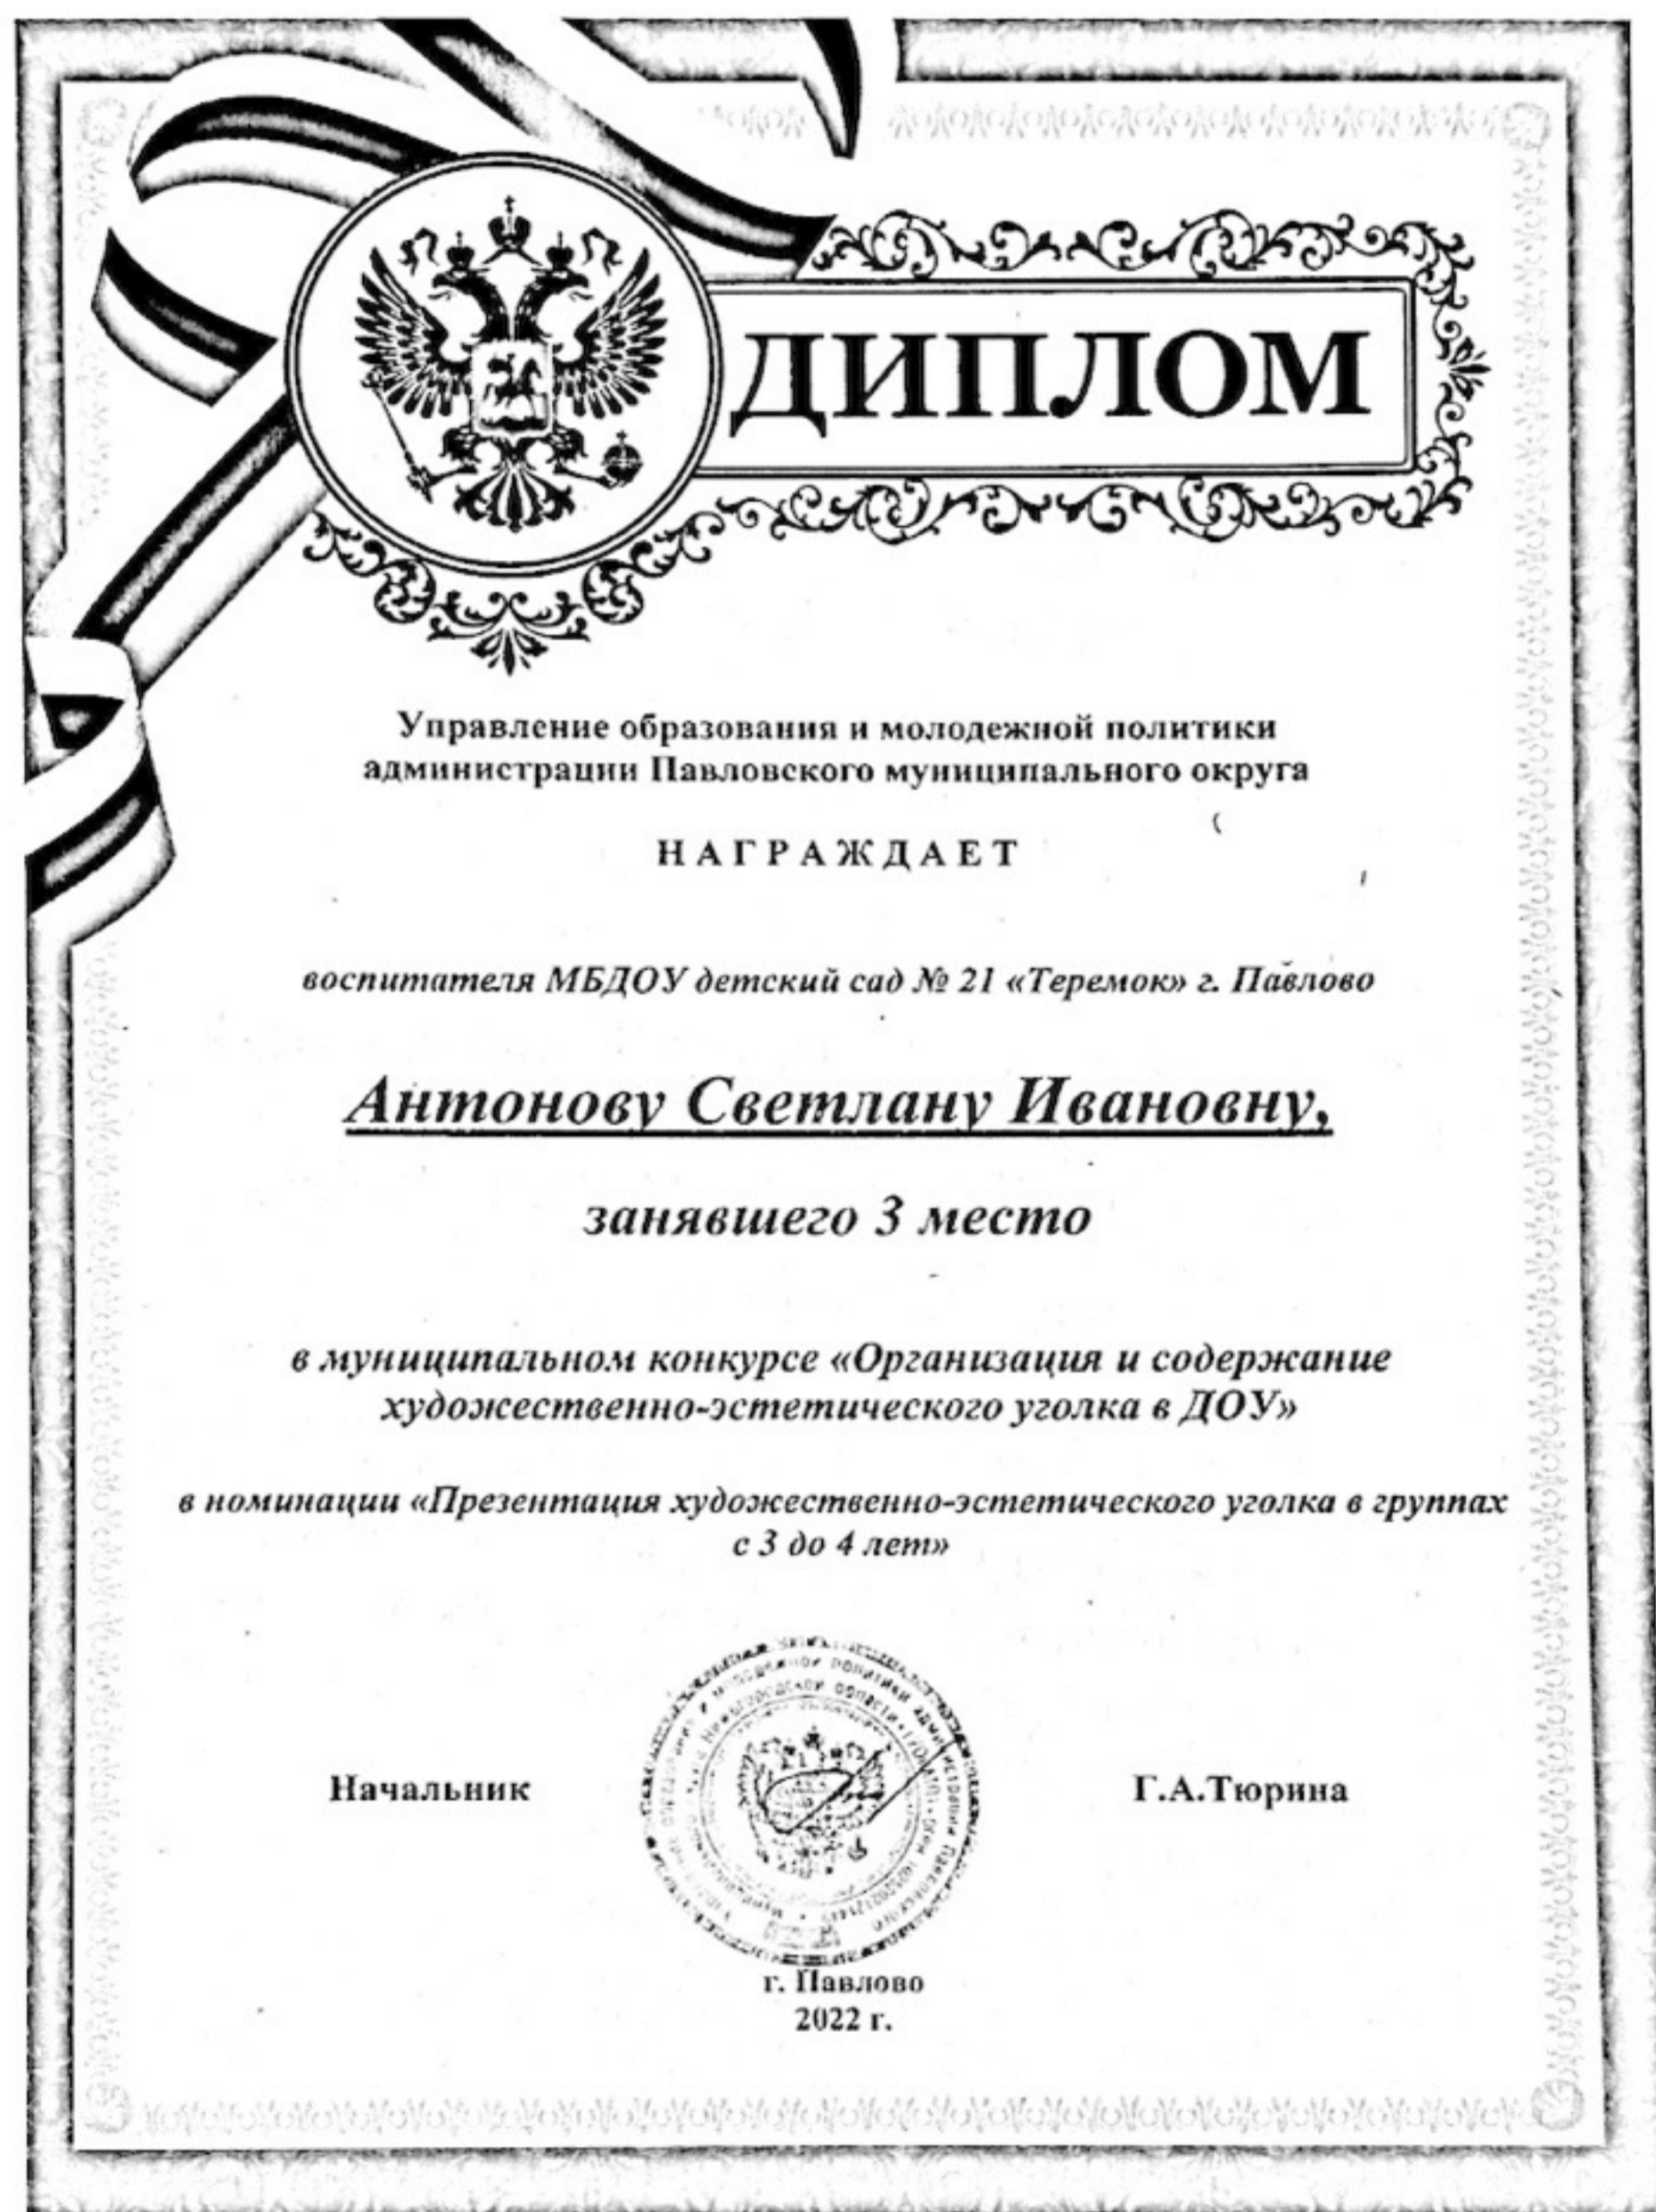 ДИПЛОМ
Управление образования и молодежной политики
администрации Павловского муниципального округа
НАГРАЖДАЕТ
воспитателя МБДОУ детский сад № 21 «Теремок» г. Павлово
Антонову Светлану Ивановну,
занявшего 3 место
в муниципальном конкурсе «Организация и содержание
художественно-эстетического уголка в ДОУ»
в номинации «Презентация художественно-эстетического уголка в группах
с 3 до 4 лет»
Начальник
Г.А.Тюрина
г. Павлово
2022 г.